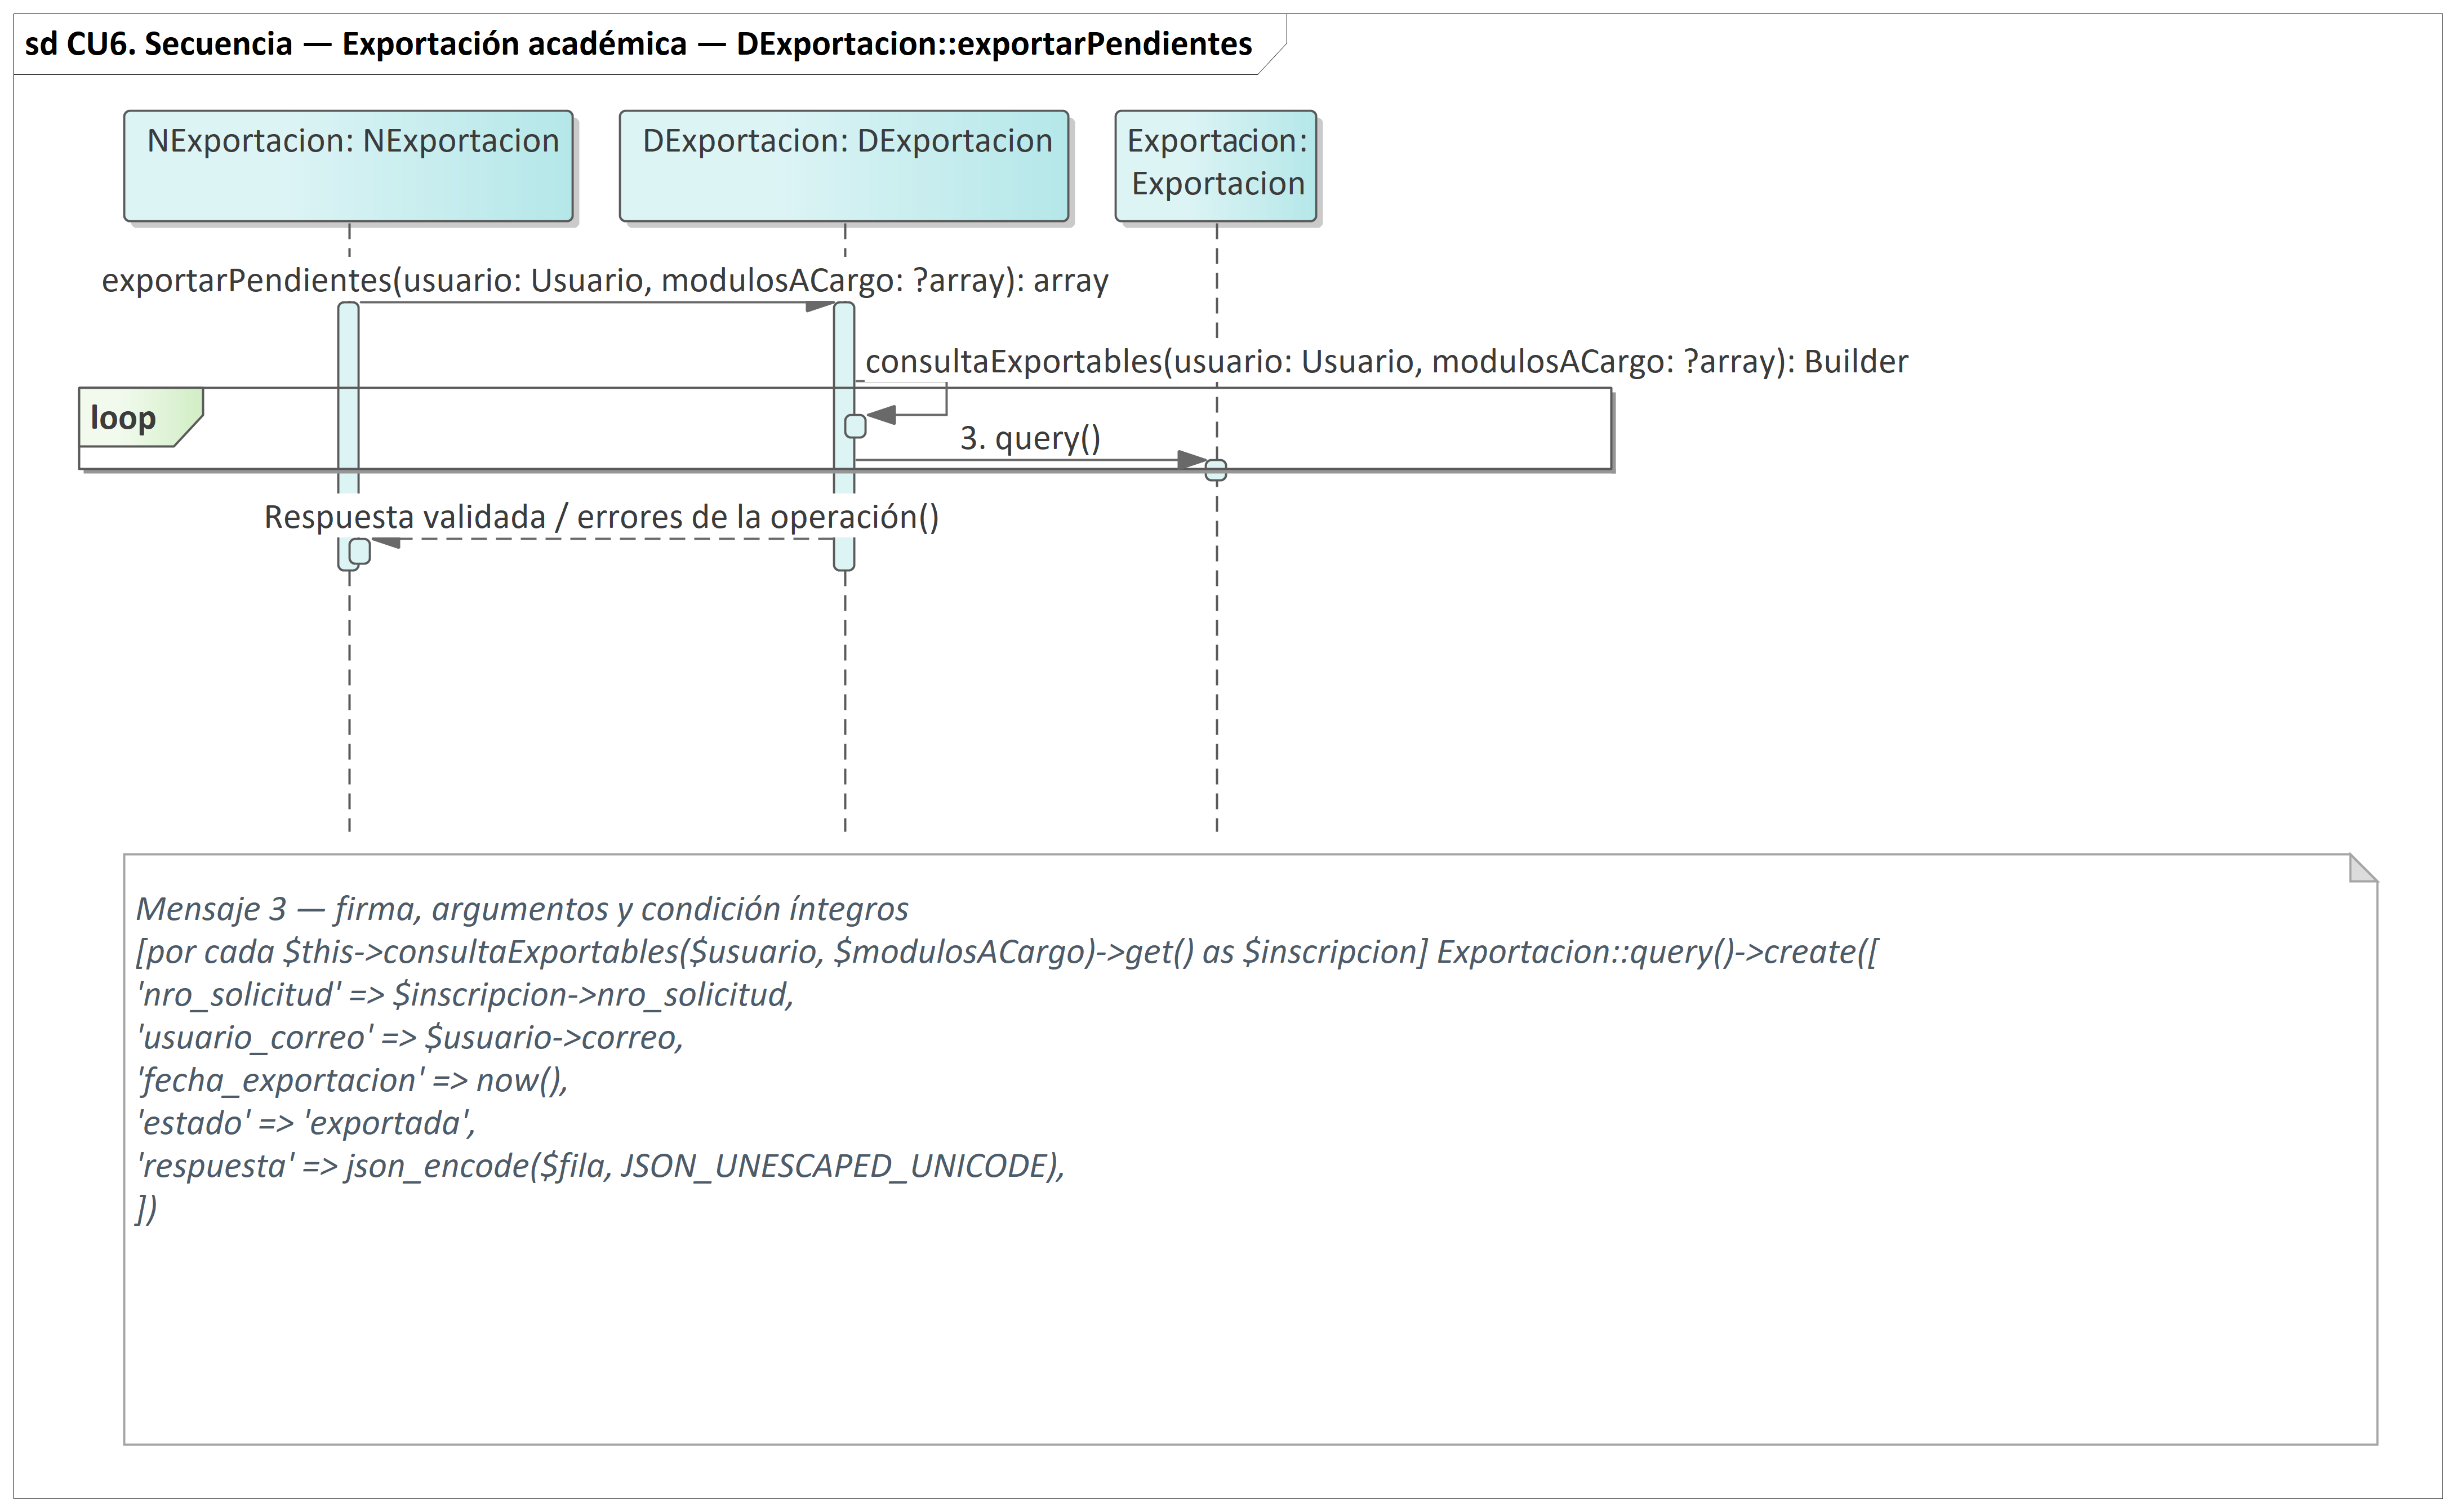 sd CU6. Secuencia — Exportación académica — DExportacion::exportarPendientes
NExportacion: NExportacion
DExportacion: DExportacion
Exportacion:
Exportacion
exportarPendientes(usuario: Usuario, modulosACargo: ?array): array
consultaExportables(usuario: Usuario, modulosACargo: ?array): Builder
loop
3. query()
Respuesta validada / errores de la operación()
Mensaje 3 — firma, argumentos y condición íntegros
[por cada $this->consultaExportables($usuario, $modulosACargo)->get() as $inscripcion] Exportacion::query()->create([
'nro_solicitud' => $inscripcion->nro_solicitud,
'usuario_correo' => $usuario->correo,
'fecha_exportacion' => now(),
'estado' => 'exportada',
'respuesta' => json_encode($fila, JSON_UNESCAPED_UNICODE),
])